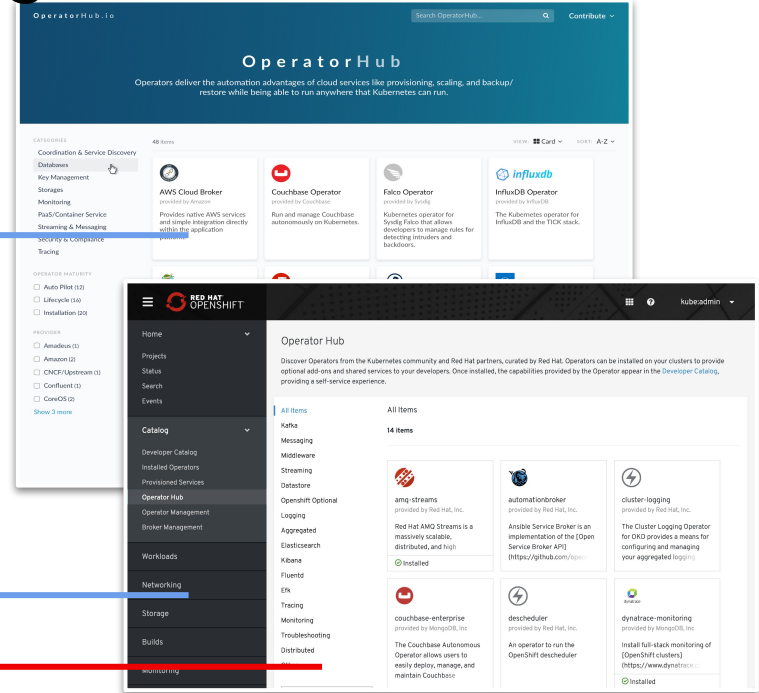 OperatorHub.io
Search OperatorHub...
Contribute
OperatorHub
Operators deliver the automation advantages of cloud services like provisioning, scaling, and backup/
restore while being able to run anywhere that Kubernetes can run.
CATEGORIES
Coordination & Service Discovery
Databases
Key Management
Storages
Monitoring
PaaS/Container Service
Streaming & Messaging
Security & Compliance
Tracing
OPERATOR MATURITY
Auto Pilot (12)
Lifecycle (16)
Installation (20)
PROVIDER
Amadeus (1)
Amazon (2)
CNCF/Upstream (1)
Confluent (1)
CoreOS (2)
Show 3 more
48 items
VIEW: Card
SORT: A-Z
AWS Cloud Broker
provided by Amazon
Provides native AWS services
and simple integration directly
within the application
Couchbase Operator
provided by Couchbase
Run and manage Couchbase
autonomously on Kubernetes.
Falco Operator
provided by Sysdig
Kubernetes operator for
Sysdig Falco that allows
developers to manage rules for
detecting intruders and
backdoors.
influxdb
InfluxDB Operator
provided by InfluxDB
The Kubernetes operator for
InfluxDB and the TICK stack.
RED HAT
OPENSHIFT
kube:admin
Home
Projects
Status
Search
Events
Catalog
Developer Catalog
Installed Operators
Provisioned Services
Operator Hub
Operator Management
Broker Management
Workloads
Networking
Storage
Builds
Monitoring
Operator Hub
Discover Operators from the Kubernetes community and Red Hat partners, curated by Red Hat. Operators can be installed on your clusters to provide
optional add-ons and shared services to your developers. Once installed, the capabilities provided by the Operator appear in the Developer Catalog,
providing a self-service experience.
All Items
Kafka
Messaging
Middleware
Streaming
Datastore
Openshift Optional
Logging
Aggregated
Elasticsearch
Kibana
Fluentd
Efk
Tracing
Monitoring
Troubleshooting
Distributed
All Items
14 items
amq-streams
provided by Red Hat, Inc.
Red Hat AMQ Streams is a
massively scalable,
distributed, and high
Installed
automationbroker
provided by Red Hat, Inc.
Ansible Service Broker is an
implementation of the [Open
Service Broker API]
(https://github.com/open
cluster-logging
provided by Red Hat, Inc.
The Cluster Logging Operator
for OKD provides a means for
configuring and managing
your aggregated logging
couchbase-enterprise
provided by MongoDB, Inc
The Couchbase Autonomous
Operator allows users to
easily deploy, manage, and
maintain Couchbase
descheduler
provided by Red Hat, Inc.
An operator to run the
OpenShift descheduler
dynatrace
dynatrace-monitoring
provided by MongoDB, Inc
Install full-stack monitoring of
[OpenShift clusters]
(https://www.dynatrace
Installed